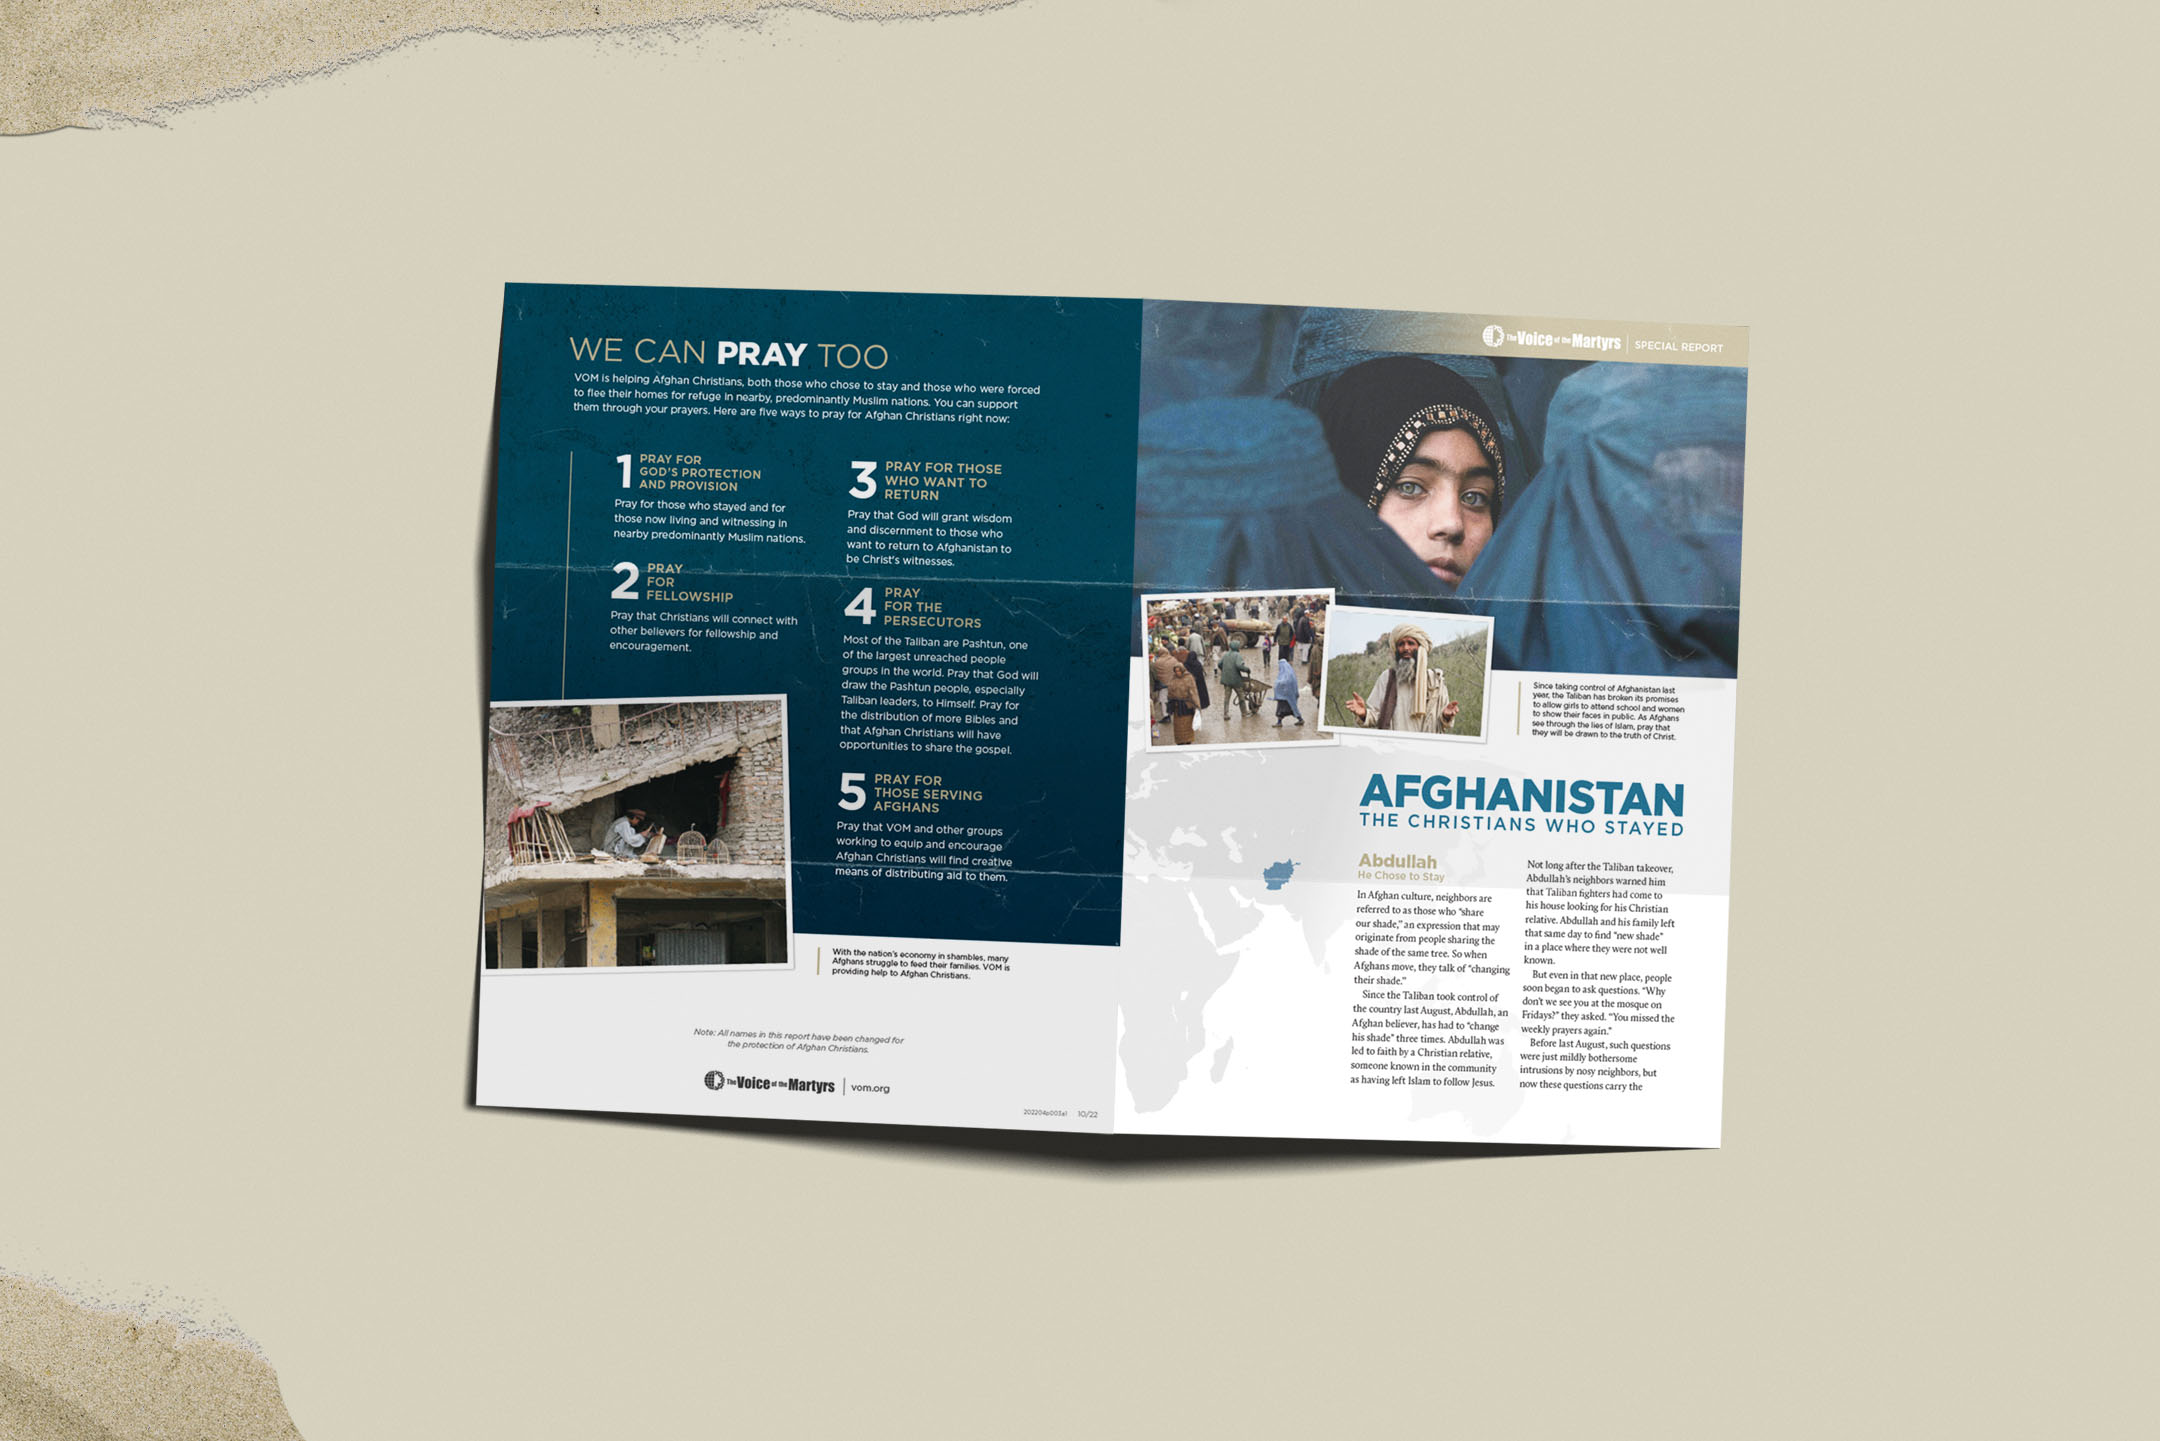 WE CAN PRAY TOO
VOM is helping Afghan Christians, both those who chose to stay and those who were forced
to flee their homes for refuge in nearby, predominantly Muslim nations. You can support
them through your prayers. Here are five ways to pray for Afghan Christians right now:
1 PRAY FOR
GOD'S PROTECTION
AND PROVISION
Pray for those who stayed and for
those now living and witnessing in
nearby predominantly Muslim nations.
2 PRAY
FOR
FELLOWSHIP
Pray that Christians will connect with
other believers for fellowship and
encouragement.
3 PRAY FOR THOSE
WHO WANT TO
RETURN
Pray that God will grant wisdom
and discernment to those who
want to return to Afghanistan to
be Christ's witnesses.
4 PRAY
FOR THE
PERSECUTORS
Most of the Taliban are Pashtun, one
of the largest unreached people
groups in the world. Pray that God will
draw the Pashtun people, especially
Taliban leaders, to Himself. Pray for
the distribution of more Bibles and
that Afghan Christians will have
opportunities to share the gospel.
5 PRAY FOR
THOSE SERVING
AFGHANS
Pray that VOM and other groups
working to equip and encourage
Afghan Christians will find creative
means of distributing aid to them.
With the nation's economy in shambles, many
Afghans struggle to feed their families. VOM is
providing help to Afghan Christians.
Note: All names in this report have been changed for
the protection of Afghan Christians.
The Voice of the Martyrs | vom.org
202204p003a1 10/22
The Voice of the Martyrs | SPECIAL REPORT
Since taking control of Afghanistan last
year, the Taliban has broken its promises
to allow girls to attend school and women
to show their faces in public. As Afghans
see through the lies of Islam, pray that
they will be drawn to the truth of Christ.
AFGHANISTAN
THE CHRISTIANS WHO STAYED
Abdullah
He Chose to Stay
In Afghan culture, neighbors are
referred to as those who "share
our shade," an expression that may
originate from people sharing the
shade of the same tree. So when
Afghans move, they talk of "changing
their shade."
Since the Taliban took control of
the country last August, Abdullah, an
Afghan believer, has had to "change
his shade" three times. Abdullah was
led to faith by a Christian relative,
someone known in the community
as having left Islam to follow Jesus.
Not long after the Taliban takeover,
Abdullah's neighbors warned him
that Taliban fighters had come to
his house looking for his Christian
relative. Abdullah and his family left
that same day to find "new shade"
in a place where they were not well
known.
But even in that new place, people
soon began to ask questions. "Why
don't we see you at the mosque on
Fridays?" they asked. "You missed the
weekly prayers again."
Before last August, such questions
were just mildly bothersome
intrusions by nosy neighbors, but
now these questions carry the